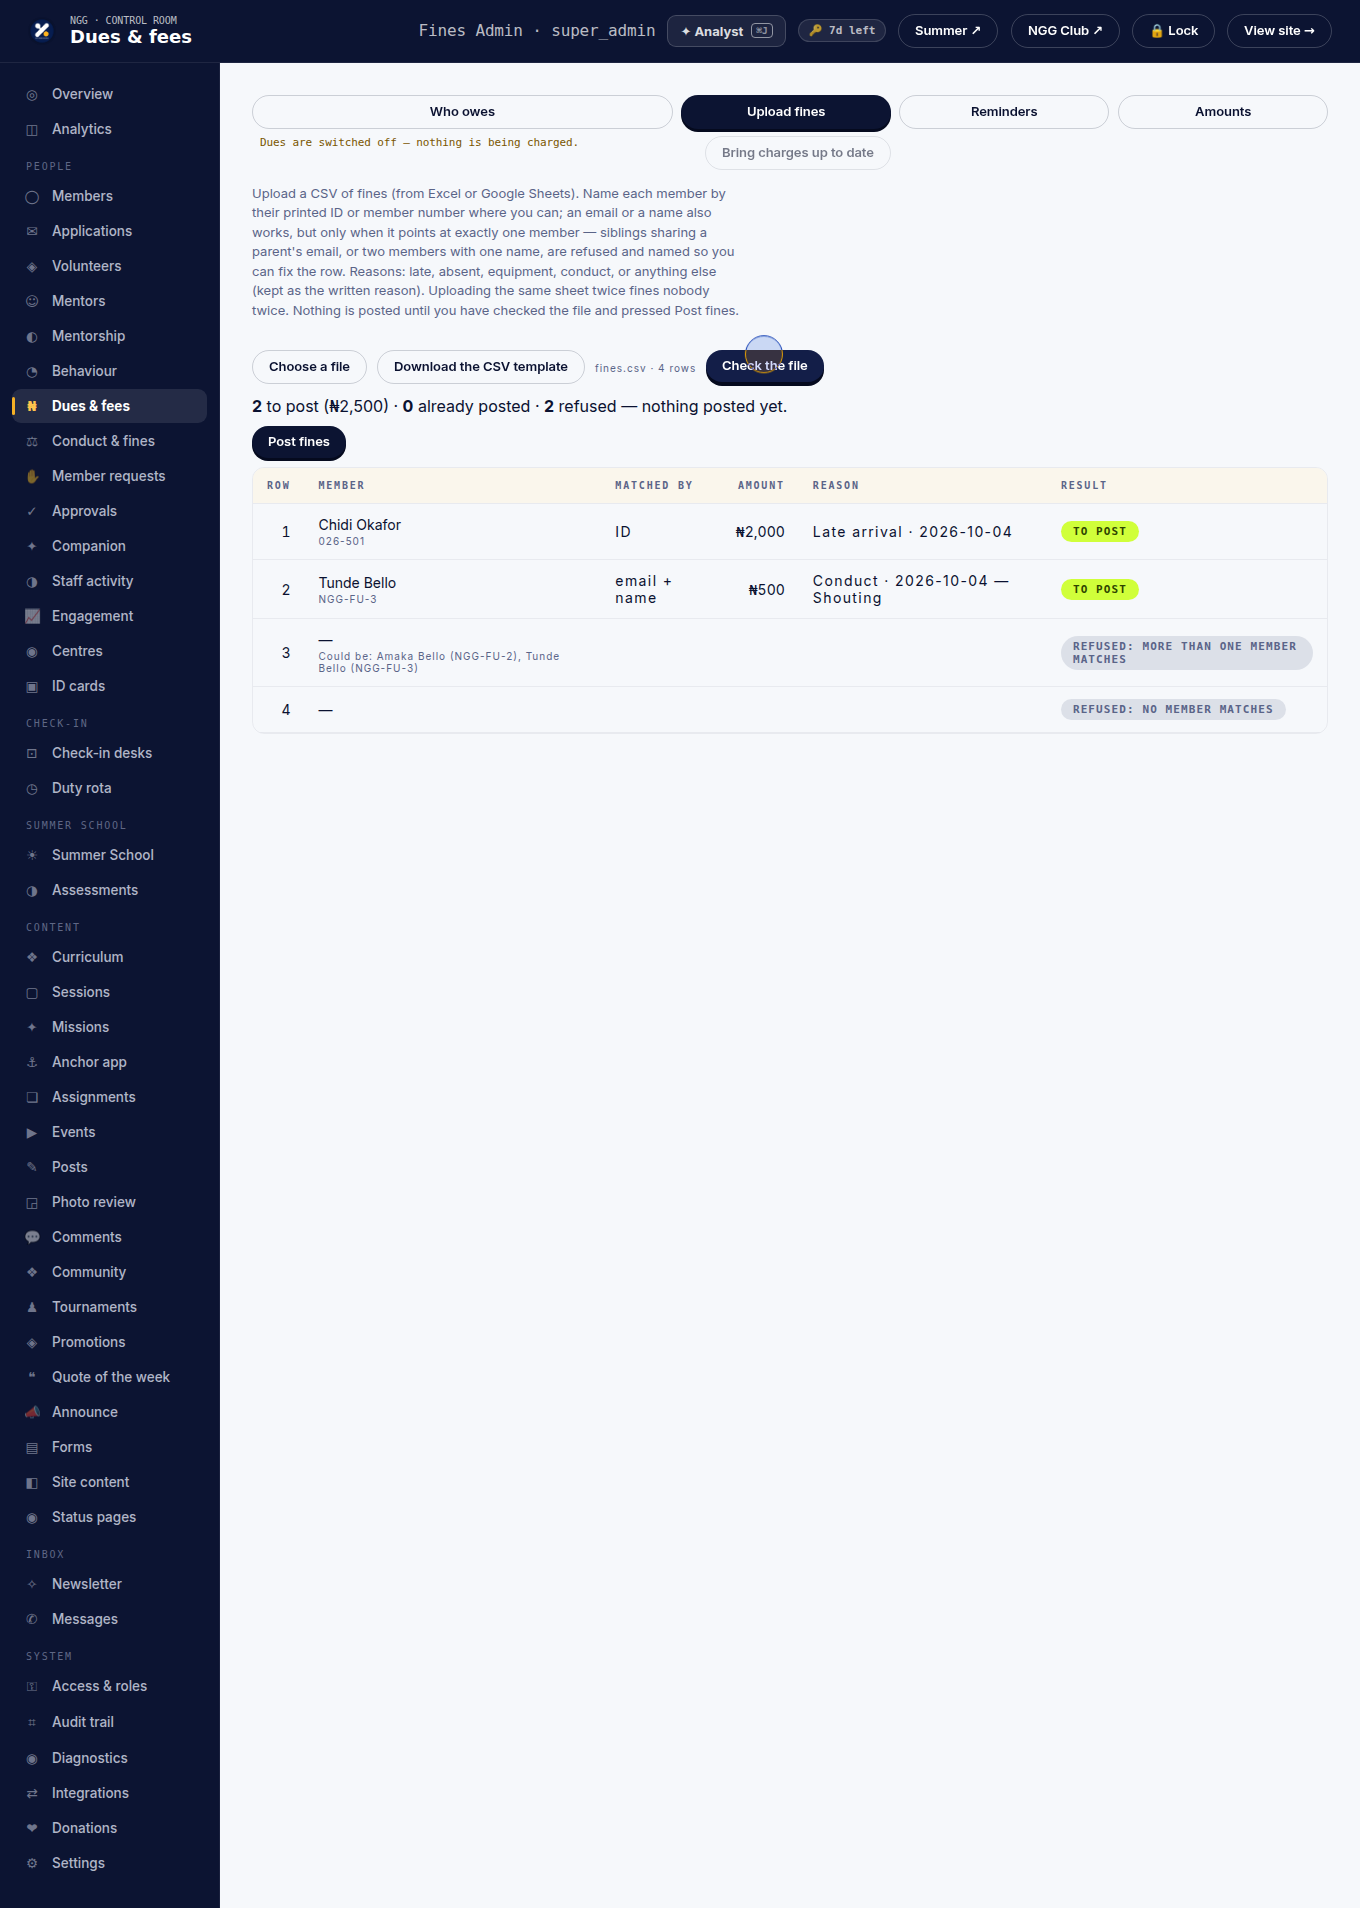 NGG · CONTROL ROOM
Dues & fees
Fines Admin · super_admin
✦ Analyst ⌘J
🔑 7d left
Summer ↗
NGG Club ↗
🔒 Lock
View site →
Overview
Analytics
PEOPLE
Members
Applications
Volunteers
Mentors
Mentorship
Behaviour
₦ Dues & fees
Conduct & fines
Member requests
Approvals
Companion
Staff activity
Engagement
Centres
ID cards
CHECK-IN
Check-in desks
Duty rota
SUMMER SCHOOL
Summer School
Assessments
CONTENT
Curriculum
Sessions
Missions
Anchor app
Assignments
Events
Posts
Photo review
Comments
Community
Tournaments
Promotions
Quote of the week
Announce
Forms
Site content
Status pages
INBOX
Newsletter
Messages
SYSTEM
Access & roles
Audit trail
Diagnostics
Integrations
Donations
Settings
Who owes
Upload fines
Reminders
Amounts
Dues are switched off — nothing is being charged.
Bring charges up to date
Upload a CSV of fines (from Excel or Google Sheets). Name each member by
their printed ID or member number where you can; an email or a name also
works, but only when it points at exactly one member — siblings sharing a
parent's email, or two members with one name, are refused and named so you
can fix the row. Reasons: late, absent, equipment, conduct, or anything else
(kept as the written reason). Uploading the same sheet twice fines nobody
twice. Nothing is posted until you have checked the file and pressed Post fines.
Choose a file
Download the CSV template
fines.csv · 4 rows
Check the file
2 to post (₦2,500) · 0 already posted · 2 refused — nothing posted yet.
Post fines
ROW MEMBER MATCHED BY AMOUNT REASON RESULT
1 Chidi Okafor ID ₦2,000 Late arrival · 2026-10-04 TO POST
026-501
2 Tunde Bello email + ₦500 Conduct · 2026-10-04 — TO POST
NGG-FU-3 name Shouting
3 — REFUSED: MORE THAN ONE MEMBER
Could be: Amaka Bello (NGG-FU-2), Tunde MATCHES
Bello (NGG-FU-3)
4 — REFUSED: NO MEMBER MATCHES